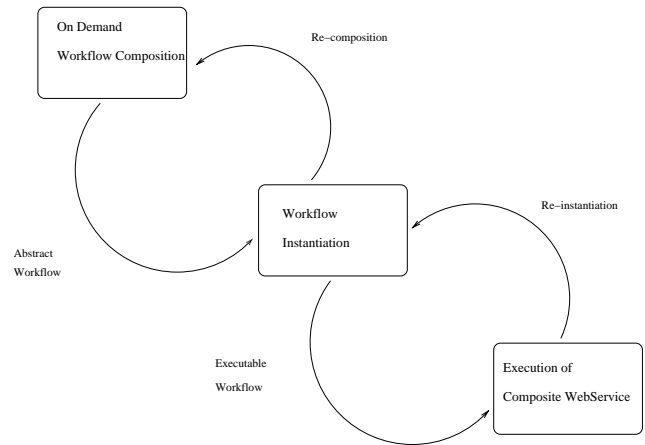 On Demand
Workflow Composition
Re–composition
Workflow
Instantiation
Re–instantiation
Abstract
Workflow
Executable
Workflow
Execution of
Composite WebService